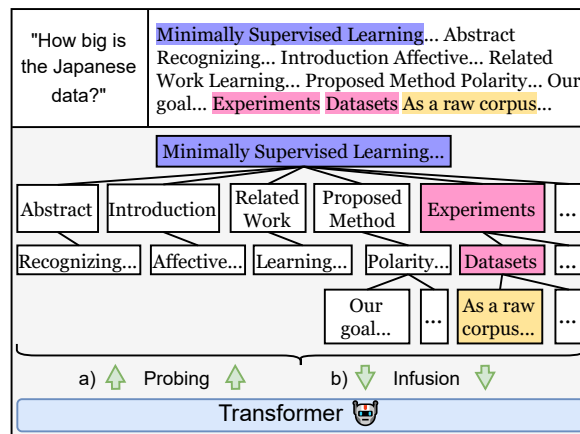 "How big is
the Japanese
data?"
Minimally Supervised Learning... Abstract
Recognizing... Introduction Affective... Related
Work Learning... Proposed Method Polarity... Our
goal... Experiments Datasets As a raw corpus...
Minimally Supervised Learning...
Abstract
Introduction
Related
Work
Proposed
Method
Experiments
...
Recognizing...
Affective...
Learning...
Polarity...
Datasets
...
Our
goal...
...
As a raw
corpus...
...
a) Probing
b) Infusion
Transformer